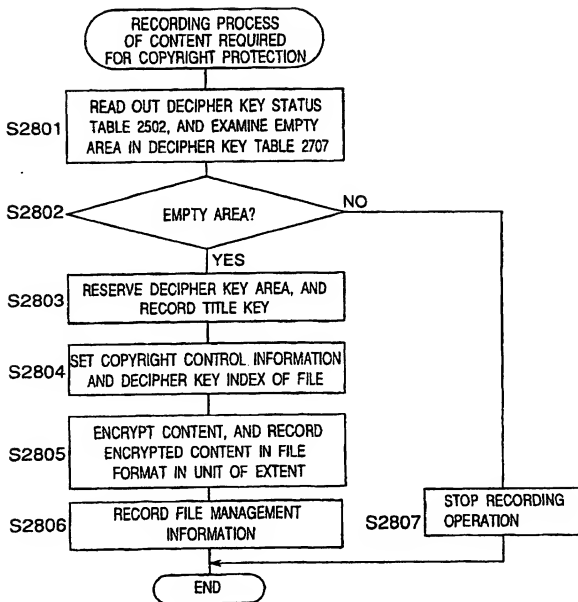 RECORDING PROCESS
OF CONTENT REQUIRED
FOR COPYRIGHT PROTECTION
S2801
READ OUT DECIPHER KEY STATUS
TABLE 2502, AND EXAMINE EMPTY
AREA IN DECIPHER KEY TABLE 2707
S2802
EMPTY AREA?
NO
YES
S2803
RESERVE DECIPHER KEY AREA, AND
RECORD TITLE KEY
S2804
SET COPYRIGHT CONTROL INFORMATION
AND DECIPHER KEY INDEX OF FILE
S2805
ENCRYPT CONTENT, AND RECORD
ENCRYPTED CONTENT IN FILE
FORMAT IN UNIT OF EXTENT
S2806
RECORD FILE MANAGEMENT
INFORMATION
S2807
STOP RECORDING
OPERATION
END